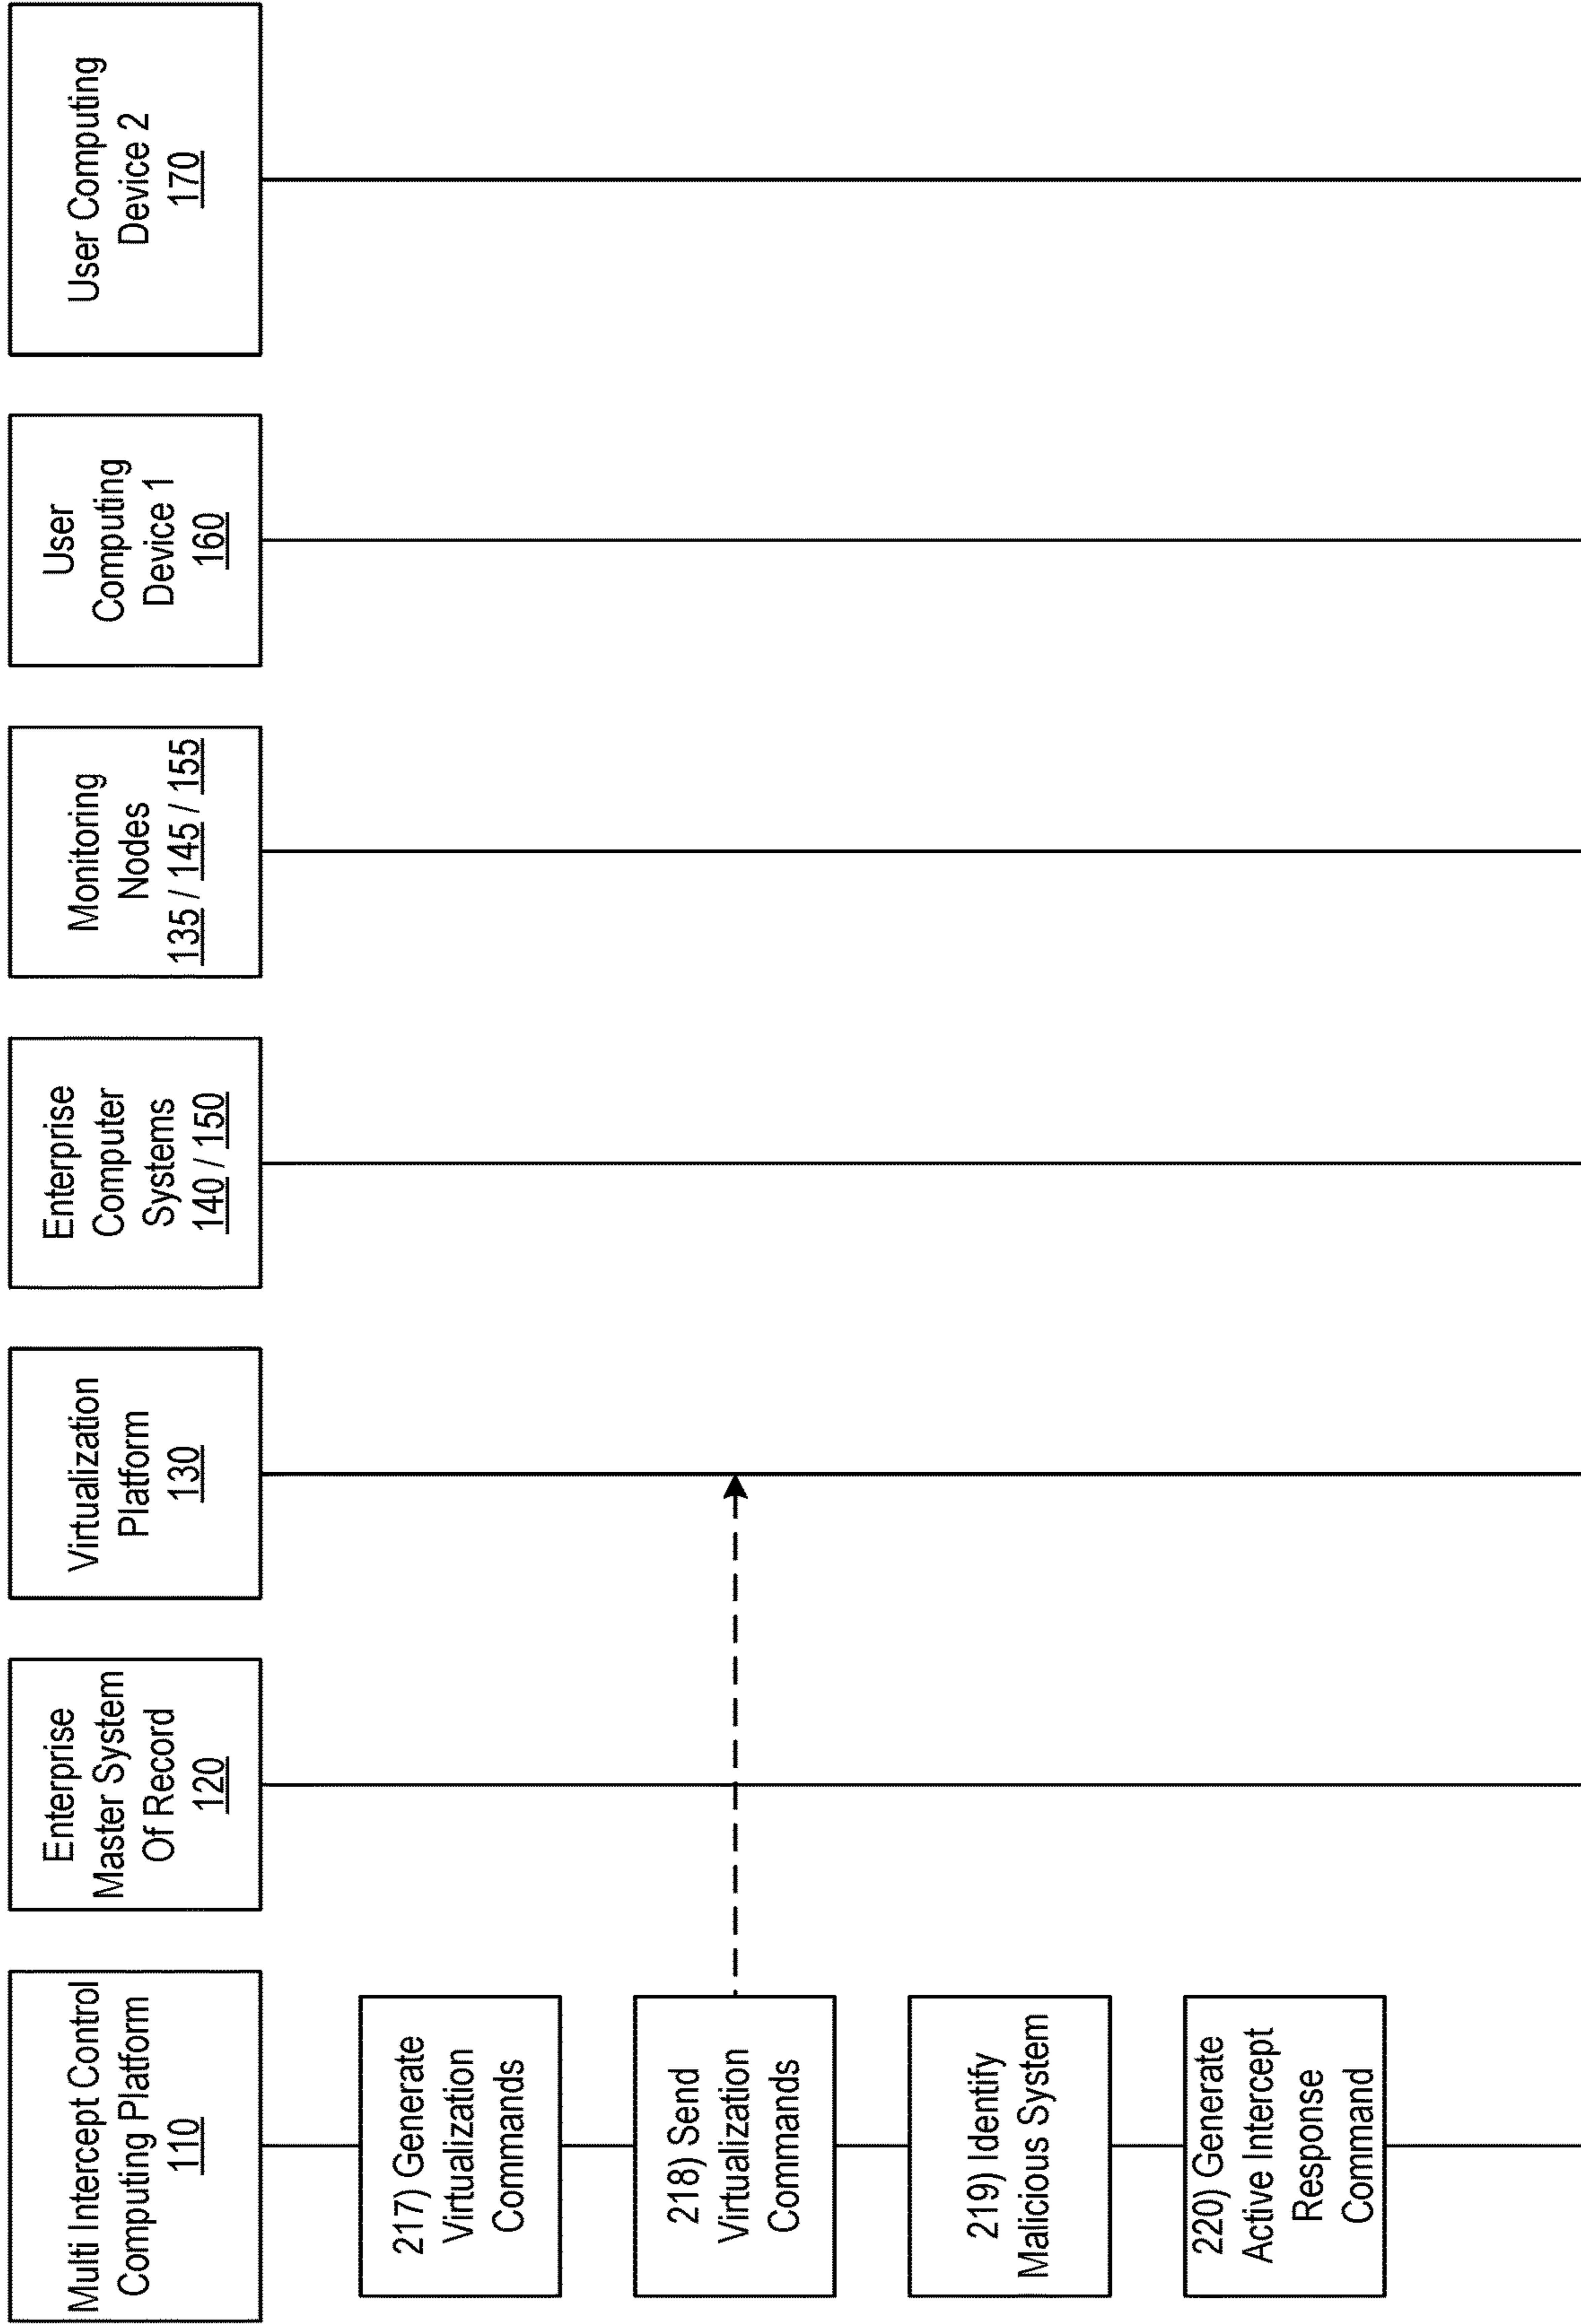 Multi Intercept Control
Computing Platform
110
Enterprise
Master System
Of Record
120
Virtualization
Platform
130
Enterprise
Computer
Systems
140 / 150
Monitoring
Nodes
135 / 145 / 155
User
Computing
Device 1
160
User Computing
Device 2
170
217) Generate
Virtualization
Commands
218) Send
Virtualization
Commands
219) Identify
Malicious System
220) Generate
Active Intercept
Response
Command